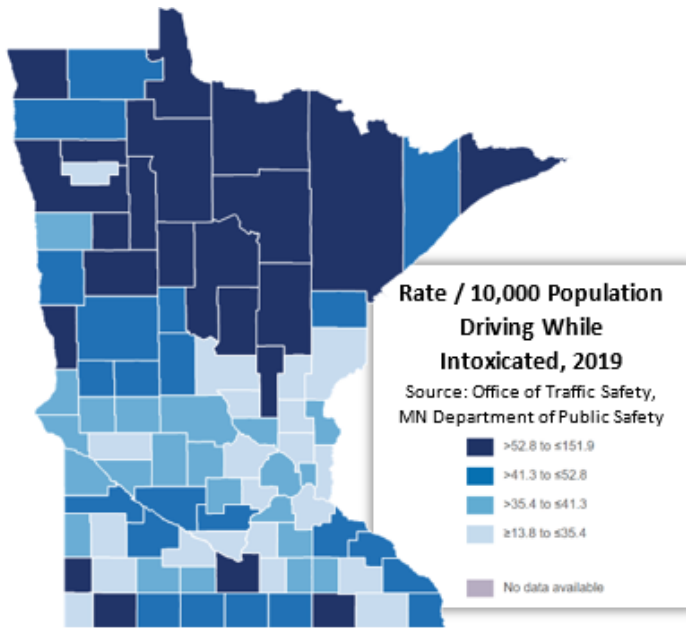 Rate / 10,000 Population
Driving While
Intoxicated, 2019
Source: Office of Traffic Safety,
MN Department of Public Safety
>52.8 to ≤151.9
>41.3 to ≤52.8
>35.4 to ≤41.3
≥13.8 to ≤35.4
No data available